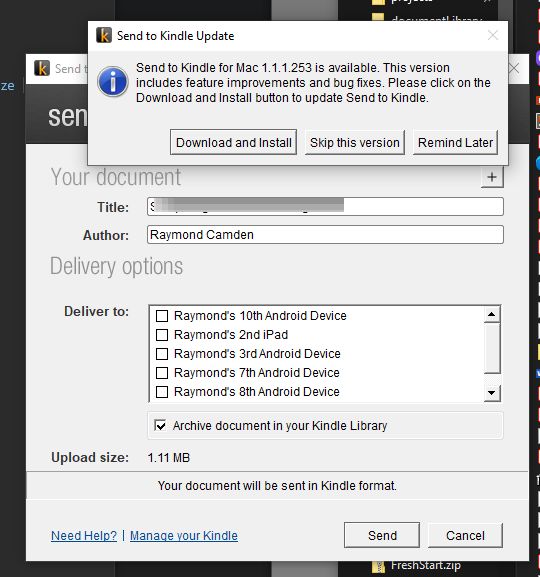 projects
documentLibrary
Send to Kindle Update
Send to Kindle for Mac 1.1.1.253 is available. This version
includes feature improvements and bug fixes. Please click on the
Download and Install button to update Send to Kindle.
Download and Install
Skip this version
Remind Later
Send t
ze
sen
Your document
+
Title:
Author: Raymond Camden
Delivery options
Deliver to:
Raymond's 10th Android Device
Raymond's 2nd iPad
Raymond's 3rd Android Device
Raymond's 7th Android Device
Raymond's 8th Android Device
Archive document in your Kindle Library
Upload size: 1.11 MB
Your document will be sent in Kindle format.
Need Help? | Manage your Kindle
Send
Cancel
FreshStart.zip